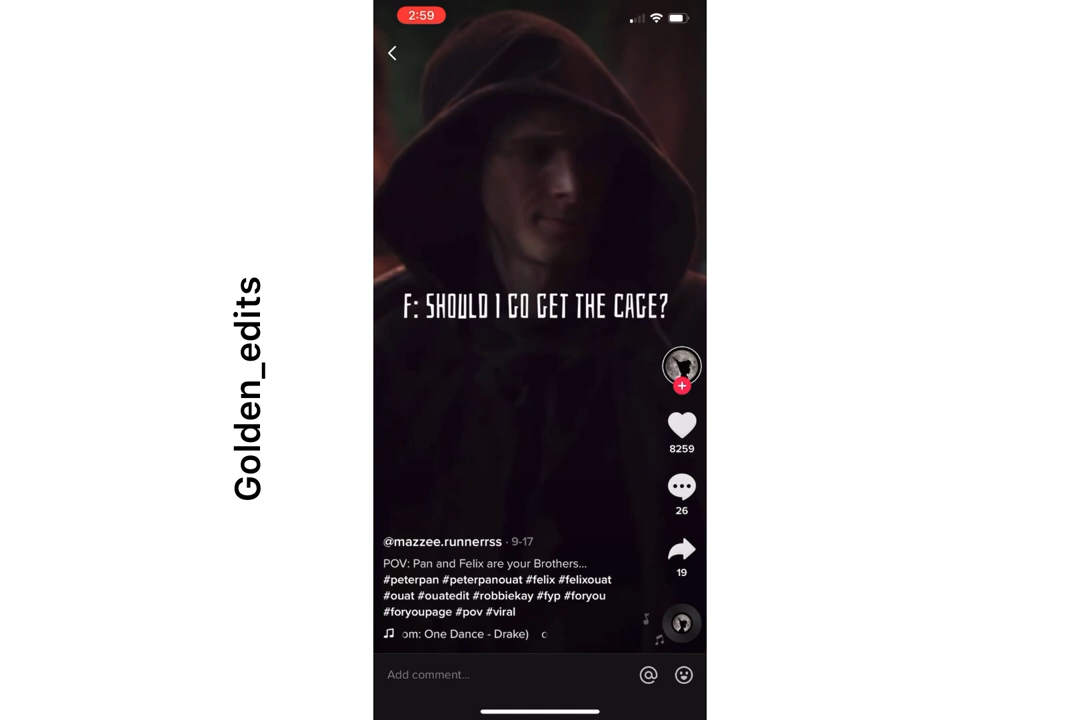 2:59
Golden_edits
F: SHOULD I GO GET THE CAGE?
8259
26
19
@mazzee.runnerrss · 9-17
POV: Pan and Felix are your Brothers...
#peterpan #peterpanouat #felix #felixouat
#ouat #ouatedit #robbiekay #fyp #foryou
#foryoupage #pov #viral
om: One Dance - Drake)
Add comment...